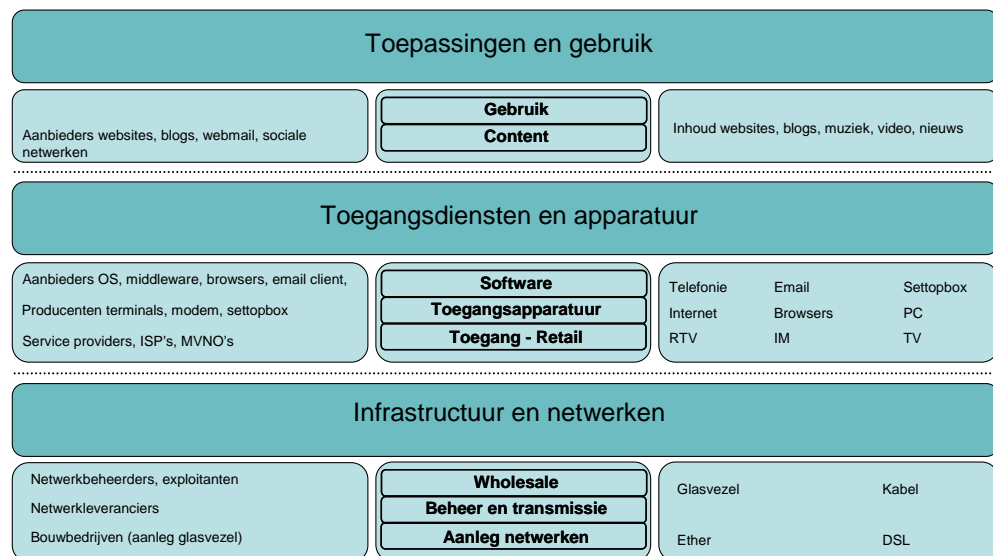 Toepassingen en gebruik
Aanbieders websites, blogs, webmail, sociale
netwerken
Gebruik
Content
Inhoud websites, blogs, muziek, video, nieuws
Toegangsdiensten en apparatuur
Aanbieders OS, middleware, browsers, email client,
Producenten terminals, modem, settopbox
Service providers, ISP's, MVNO's
Software
Toegangsapparatuur
Toegang - Retail
Telefonie Email Settopbox
Internet Browsers PC
RTV IM TV
Infrastructuur en netwerken
Netwerkbeheerders, exploitanten
Netwerkleveranciers
Bouwbedrijven (aanleg glasvezel)
Wholesale
Beheer en transmissie
Aanleg netwerken
Glasvezel Kabel
Ether DSL